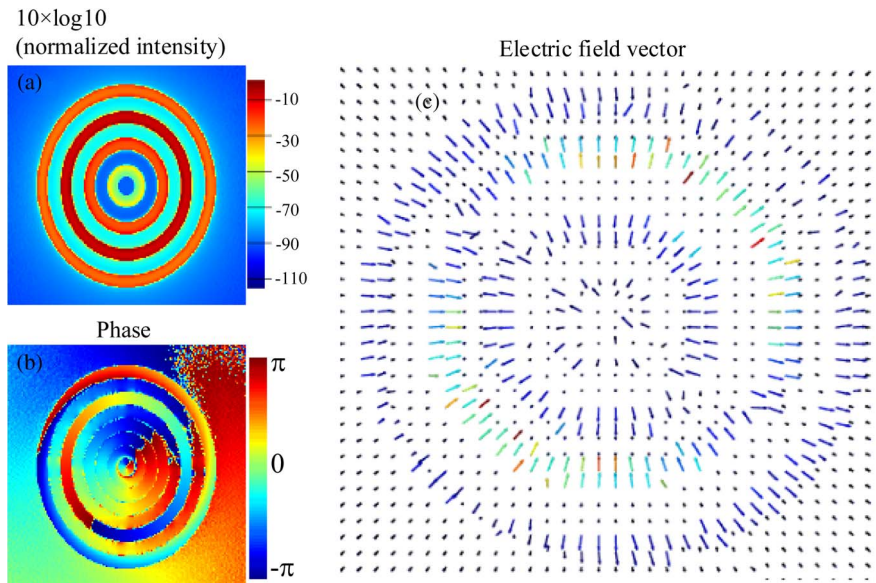 10×log10
(normalized intensity)
(a)
-10
-30
-50
-70
-90
-110
Phase
(b)
π
0
-π
Electric field vector
(c)